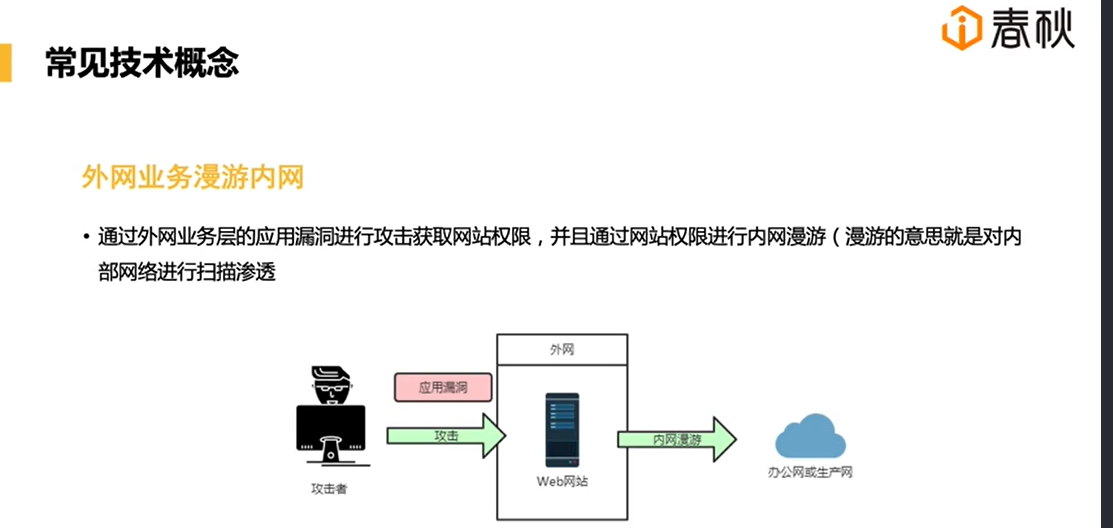 春秋
常见技术概念
外网业务漫游内网
• 通过外网业务层的应用漏洞进行攻击获取网站权限，并且通过网站权限进行内网漫游（漫游的意思就是对内
部网络进行扫描渗透
外网
应用漏洞
攻击
内网漫游
Web网站
办公网或生产网
攻击者